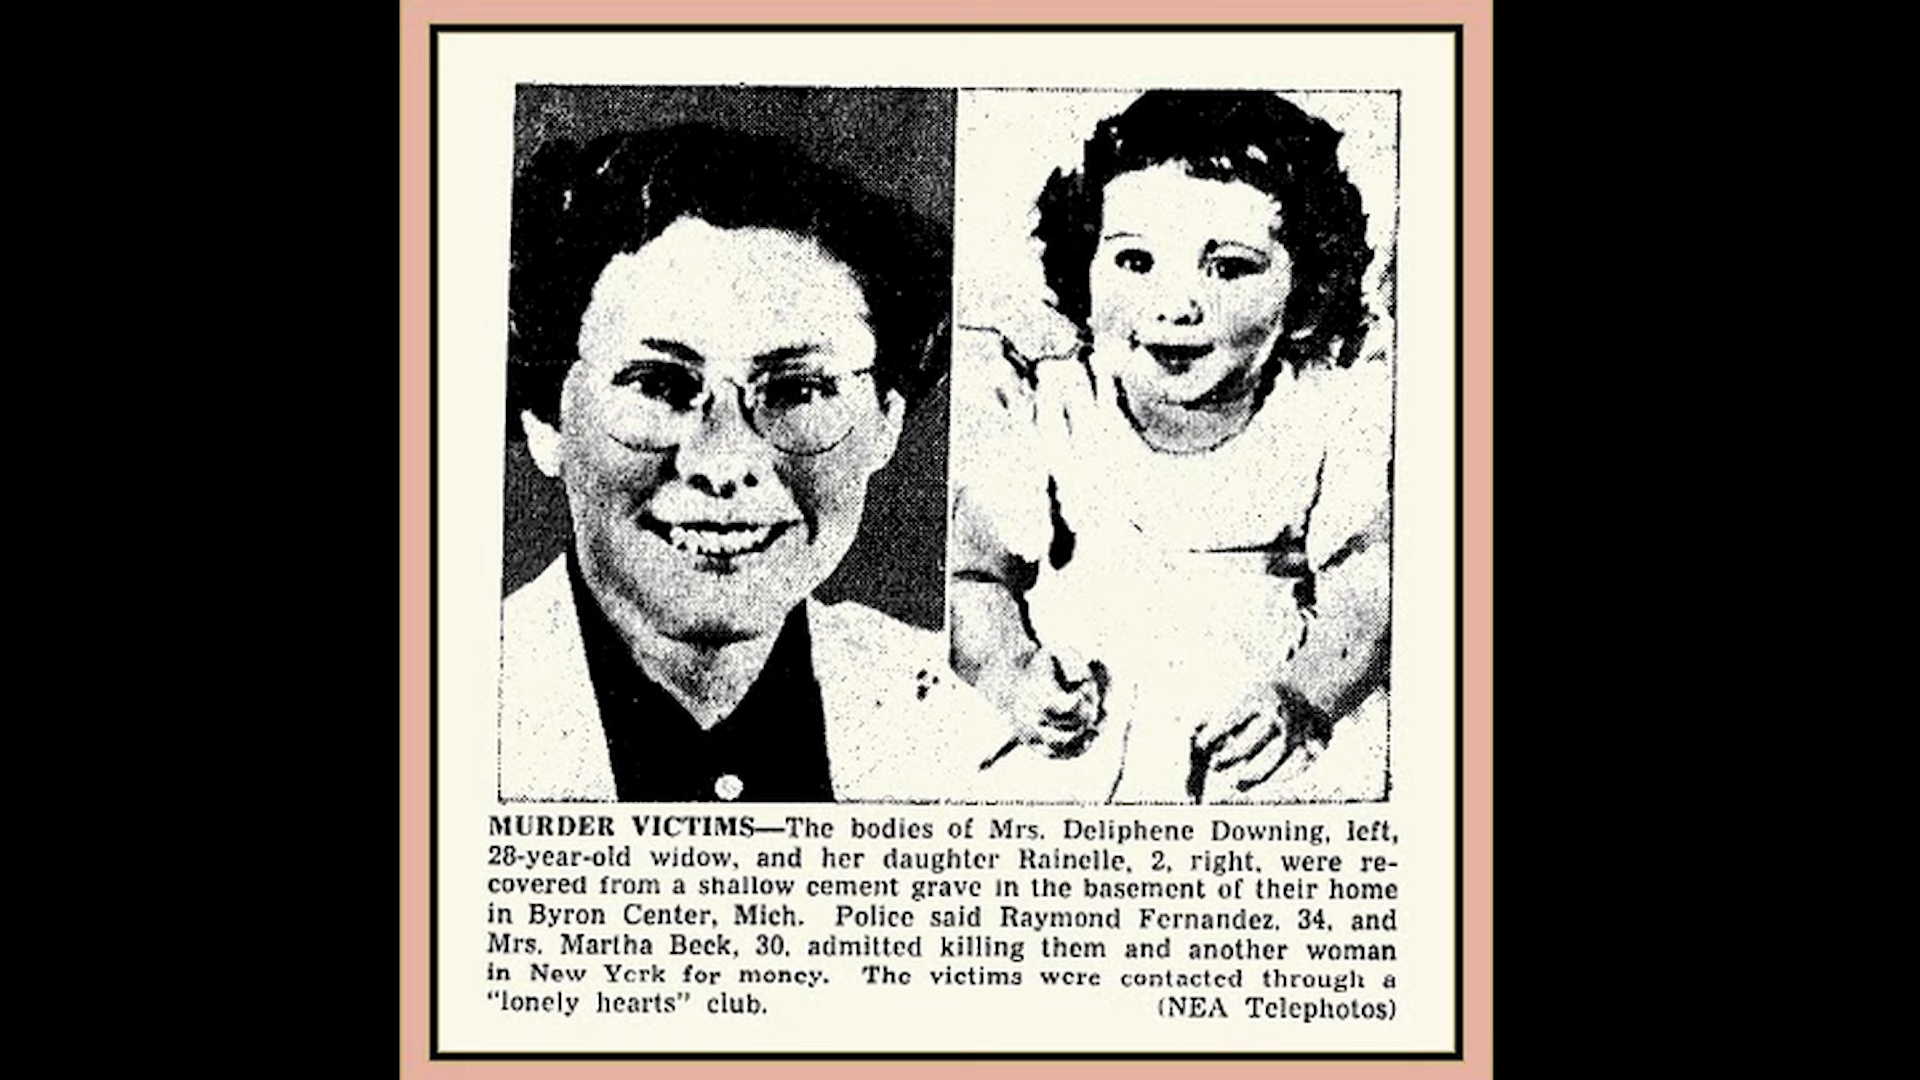 MURDER VICTIMS—The bodies of Mrs. Deliphene Downing, left,
28-year-old widow, and her daughter Rainelle, 2, right, were re-
covered from a shallow cement grave in the basement of their home
in Byron Center, Mich. Police said Raymond Fernandez, 34, and
Mrs. Martha Beck, 30, admitted killing them and another woman
in New York for money. The victims were contacted through a
“lonely hearts” club. (NEA Telephotos)